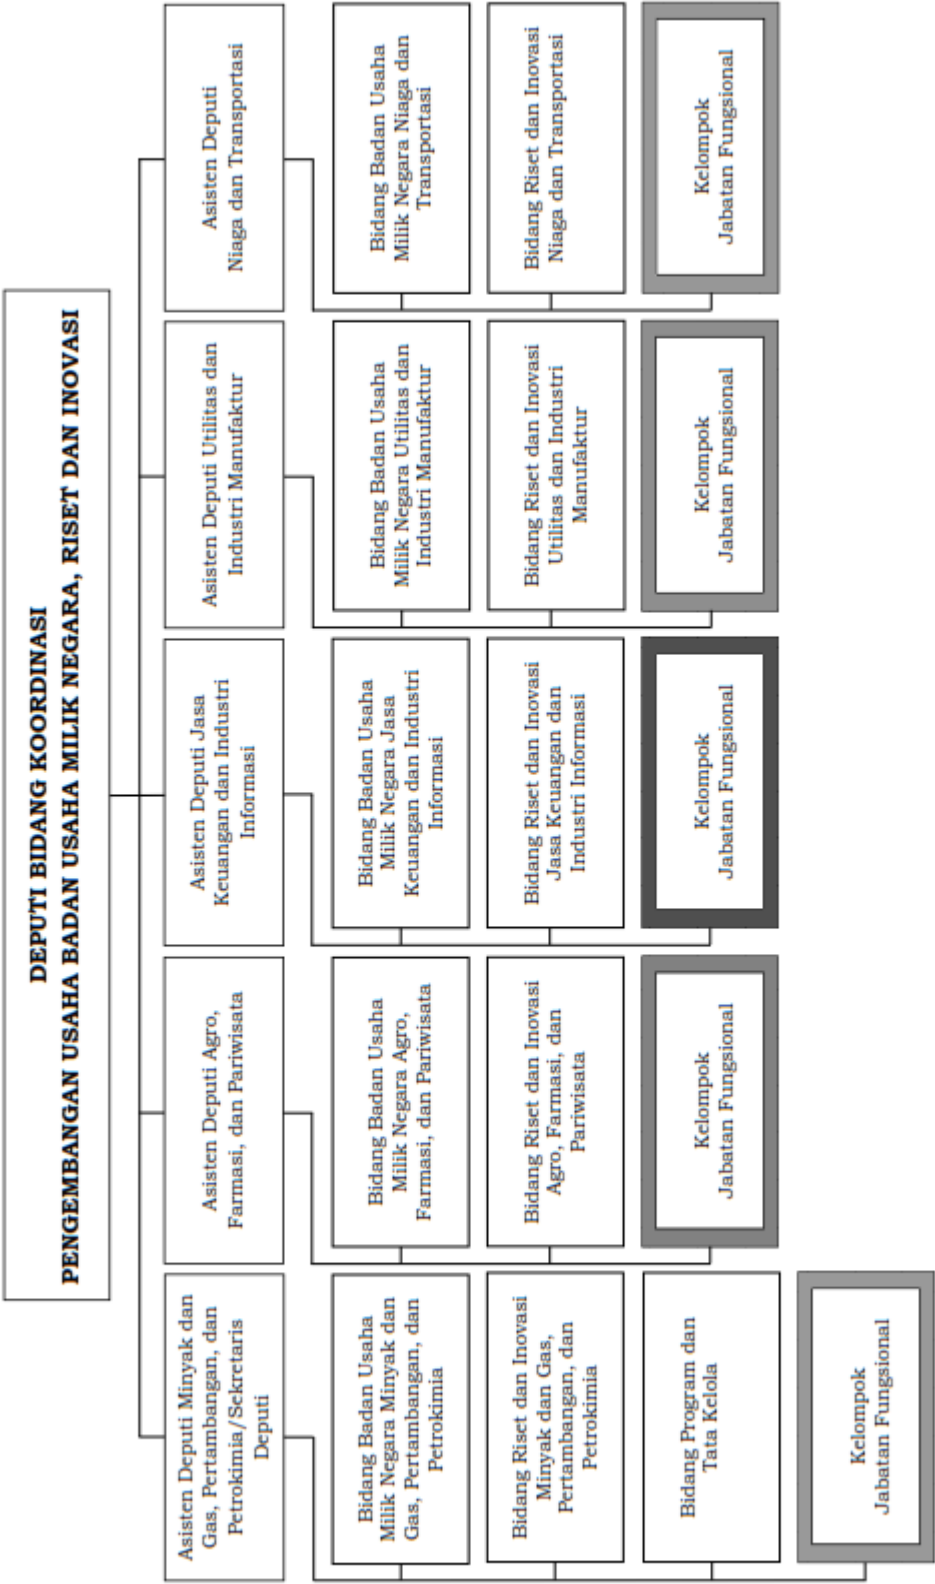 DEPUTI BIDANG KOORDINASI
PENGEMBANGAN USAHA BADAN USAHA MILIK NEGARA, RISET DAN INOVASI
Asisten Deputi Minyak dan
Gas, Pertambangan, dan
Petrokimia/Sekretaris
Deputi
Bidang Badan Usaha
Milik Negara Minyak dan
Gas, Pertambangan, dan
Petrokimia
Bidang Riset dan Inovasi
Minyak dan Gas,
Pertambangan, dan
Petrokimia
Bidang Program dan
Tata Kelola
Kelompok
Jabatan Fungsional
Asisten Deputi Agro,
Farmasi, dan Pariwisata
Bidang Badan Usaha
Milik Negara Agro,
Farmasi, dan Pariwisata
Bidang Riset dan Inovasi
Agro, Farmasi, dan
Pariwisata
Kelompok
Jabatan Fungsional
Asisten Deputi Jasa
Keuangan dan Industri
Informasi
Bidang Badan Usaha
Milik Negara Jasa
Keuangan dan Industri
Informasi
Bidang Riset dan Inovasi
Jasa Keuangan dan
Industri Informasi
Kelompok
Jabatan Fungsional
Asisten Deputi Utilitas dan
Industri Manufaktur
Bidang Badan Usaha
Milik Negara Utilitas dan
Industri Manufaktur
Bidang Riset dan Inovasi
Utilitas dan Industri
Manufaktur
Kelompok
Jabatan Fungsional
Asisten Deputi
Niaga dan Transportasi
Bidang Badan Usaha
Milik Negara Niaga dan
Transportasi
Bidang Riset dan Inovasi
Niaga dan Transportasi
Kelompok
Jabatan Fungsional